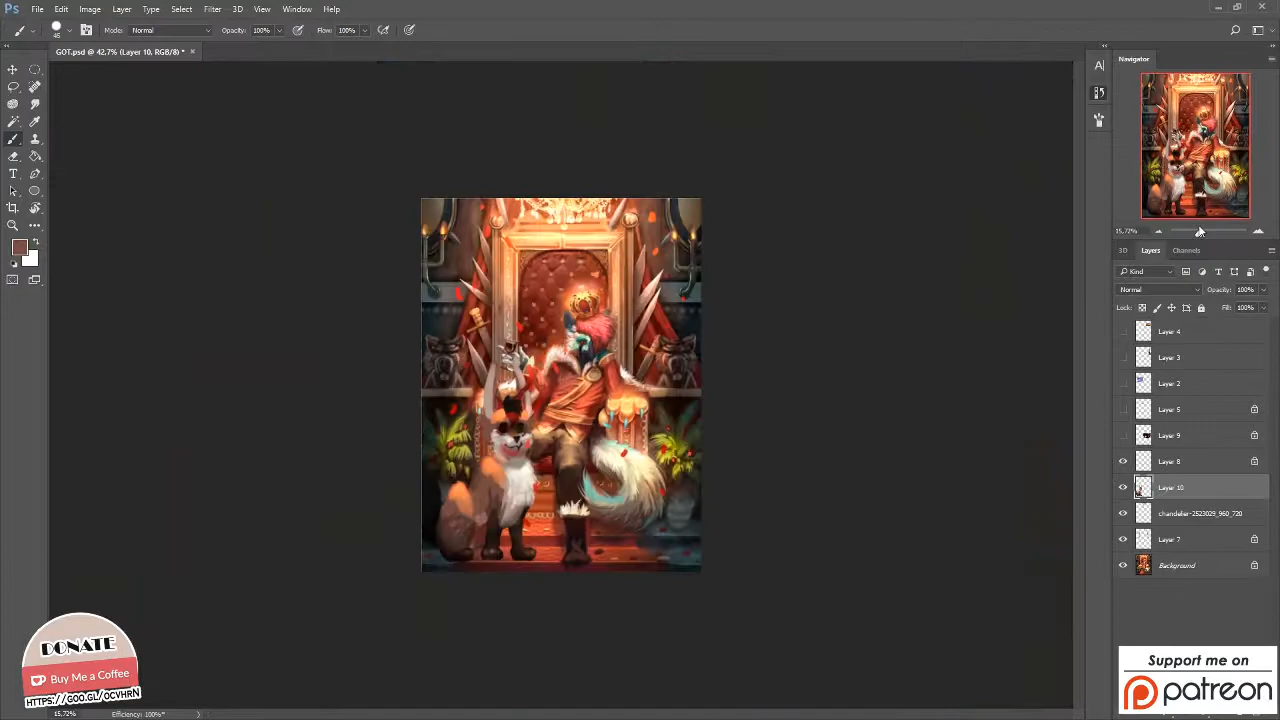 Ps File Edit Image Layer Type Select Filter 3D View Window Help
45 Mode: Normal Opacity: 100% Flow: 100%
GOT.psd @ 42,7% (Layer 10, RGB/8) * ×
Navigator
15,72%
3D Layers Channels
Kind
Normal Opacity: 100%
Lock: Fill: 100%
Layer 4
Layer 3
Layer 2
Layer 5
Layer 9
Layer 8
Layer 10
chandelier-2523029_960_720
Layer 7
Background
DONATE
Buy Me a Coffee
HTTPS://GOO.GL/OCVHRN
Support me on
patreon
15,72% Efficiency: 100%*